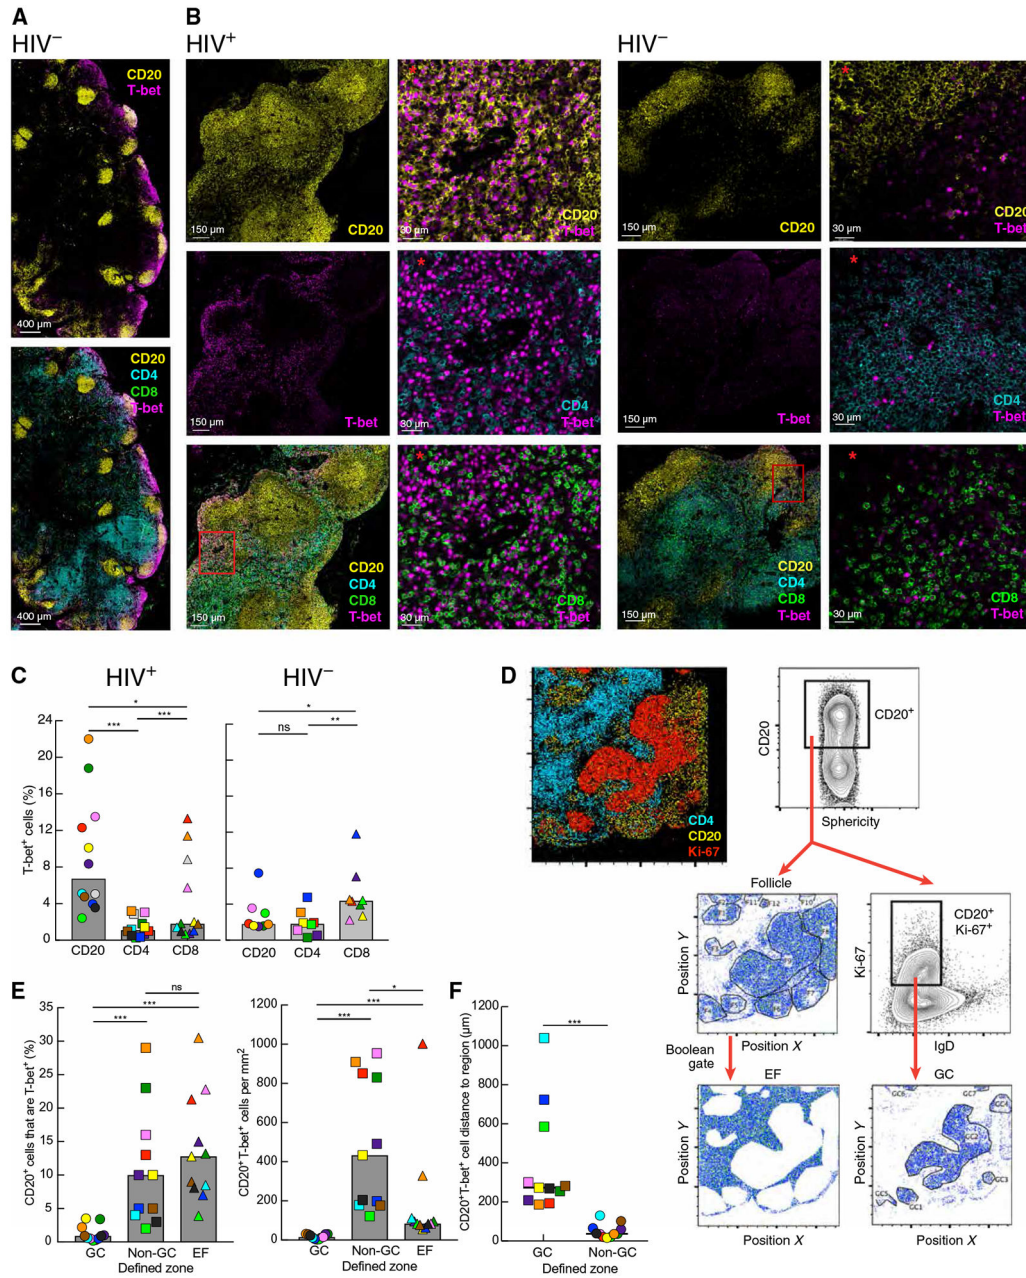 A
HIV−
CD20
T-bet
400 µm
CD20
CD4
CD8
T-bet
400 µm
B
HIV+
CD20
150 µm
CD20
T-bet
30 µm
*
T-bet
150 µm
CD4
T-bet
30 µm
*
CD20
CD4
CD8
T-bet
150 µm
CD8
T-bet
30 µm
*
HIV−
CD20
150 µm
CD20
T-bet
30 µm
*
T-bet
150 µm
CD4
T-bet
30 µm
*
CD20
CD4
CD8
T-bet
150 µm
CD8
T-bet
30 µm
*
C
HIV+
HIV−
T-bet+ cells (%)
24
20
16
12
8
4
0
*
***
***
CD20
CD4
CD8
*
ns
**
CD20
CD4
CD8
D
CD4
CD20
Ki-67
CD20
CD20+
Sphericity
Follicle
Position Y
Position X
Ki-67
CD20+
Ki-67+
IgD
Boolean
gate
EF
Position Y
Position X
GC
Position Y
GC7
GC4
GC3
GC5
GC1
Position X
E
CD20+ cells that are T-bet+ (%)
35
30
25
20
15
10
5
0
ns
***
***
GC
Non-GC
EF
Defined zone
CD20+ T-bet+ cells per mm2
1200
1000
800
600
400
200
0
*
***
***
GC
Non-GC
EF
Defined zone
F
CD20+T-bet+ cell distance to region (µm)
1200
1000
800
600
400
200
0
***
GC
Non-GC
Defined zone